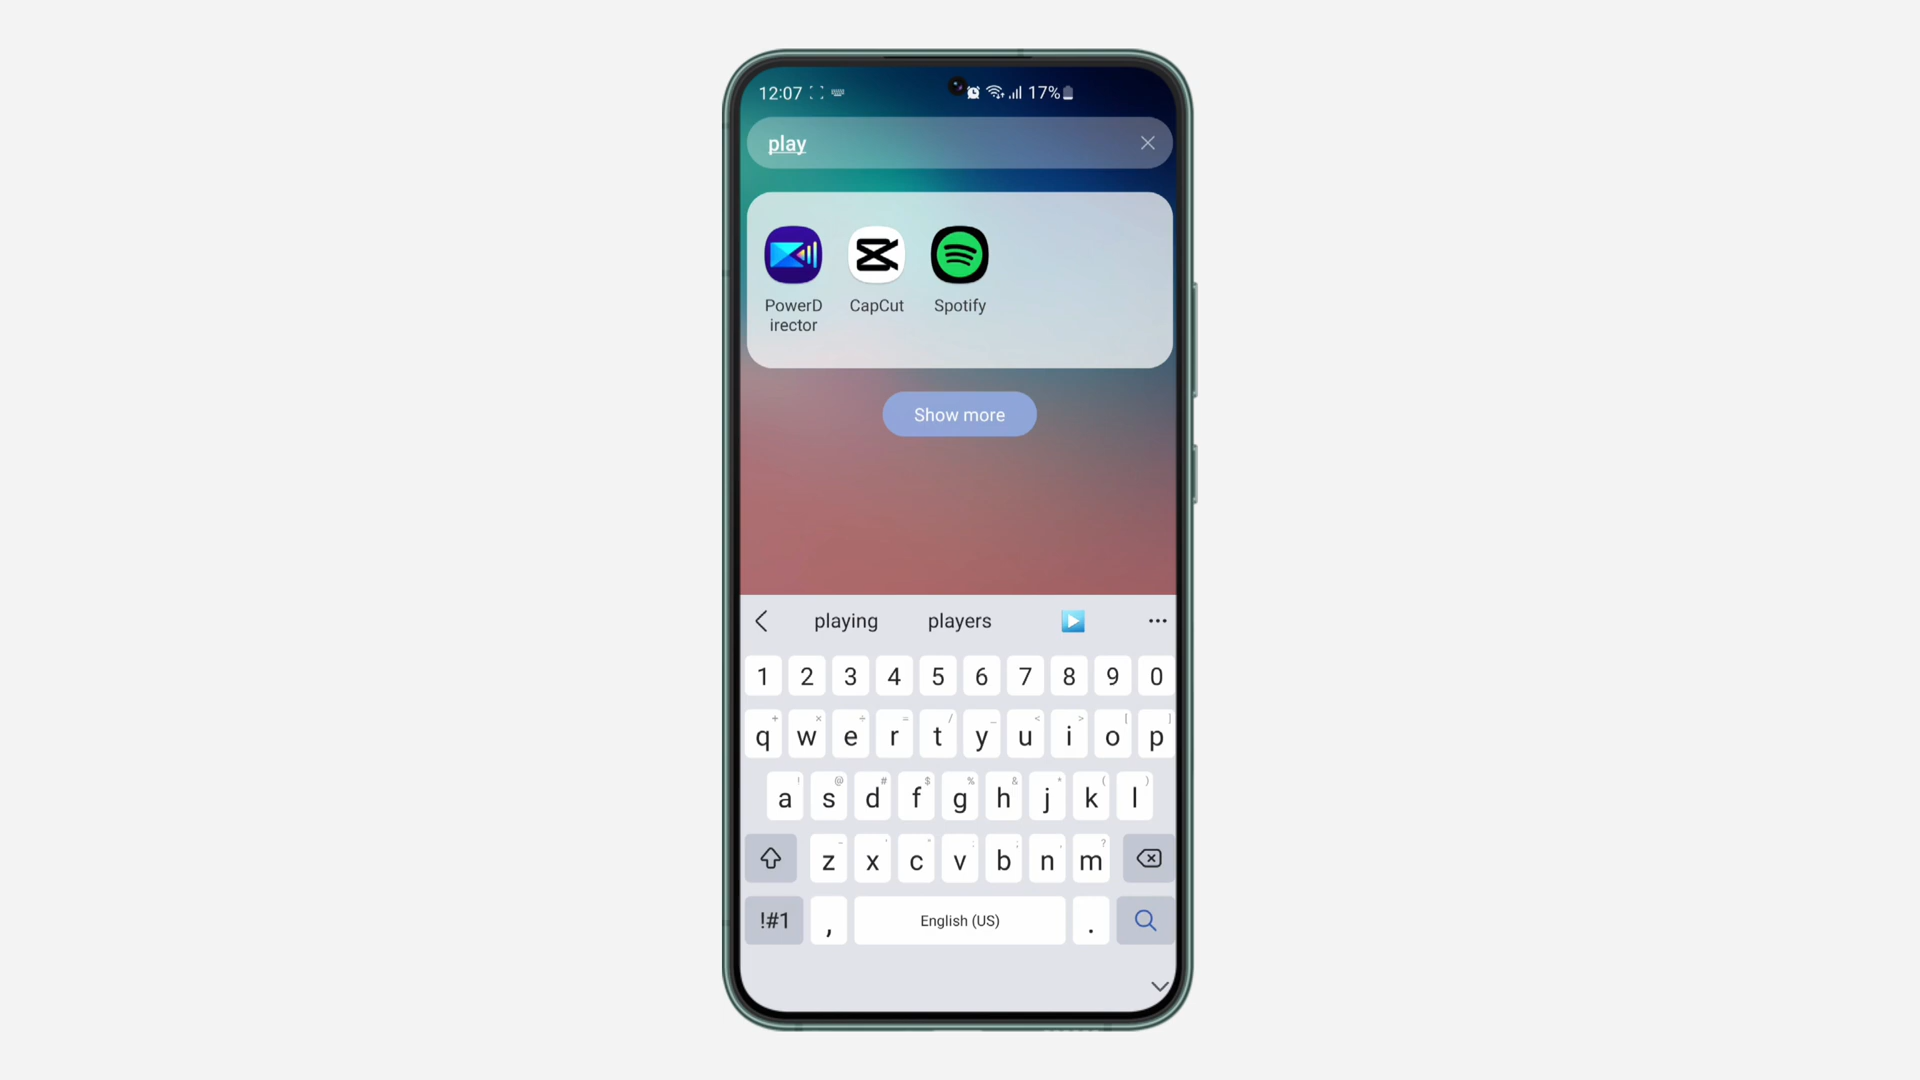 12:07 17%
play
PowerD
irector
CapCut
Spotify
Show more
playing players
1 2 3 4 5 6 7 8 9 0
+ × ÷ = / _ < > [ ]
q w e r t y u i o p
! @ # $ % & * ( )
a s d f g h j k l
- ' " : ; , ?
z x c v b n m
!#1 , English (US) .